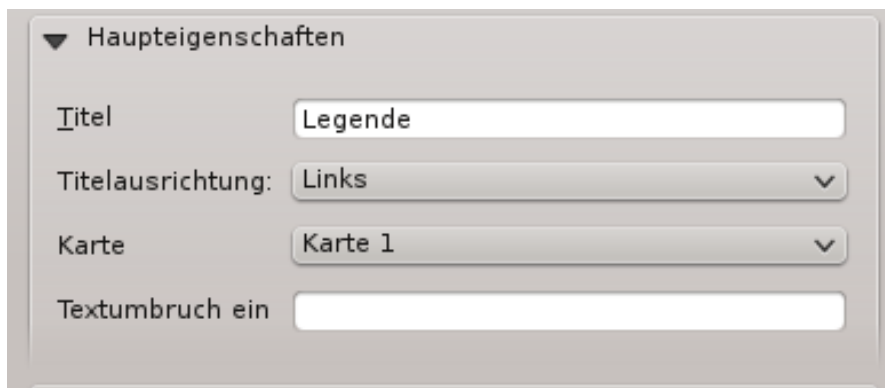 Haupteigenschaften
Titel Legende
Titelausrichtung: Links
Karte Karte 1
Textumbruch ein